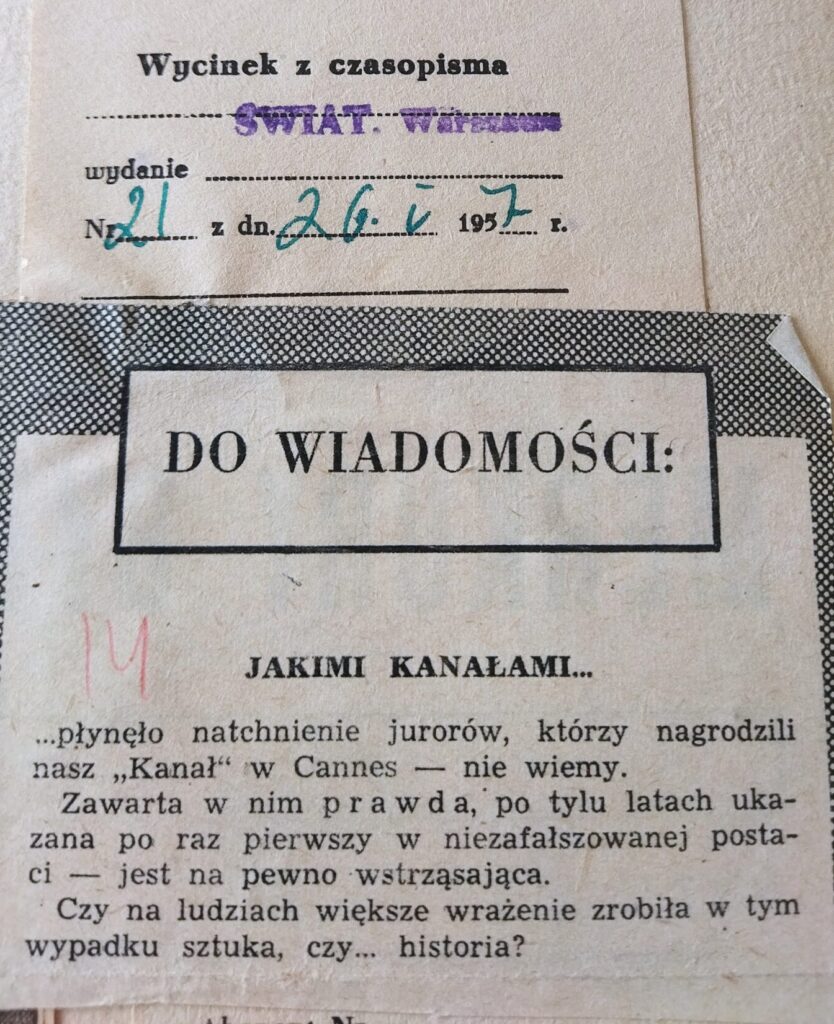 Wycinek z czasopisma
ŚWIAT. Warszawa
wydanie
Nr 21 z dn. 26. V 1957 r.
DO WIADOMOŚCI:
14
JAKIMI KANAŁAMI...
...płynęło natchnienie jurorów, którzy nagrodzili
nasz „Kanał“ w Cannes — nie wiemy.
Zawarta w nim prawda, po tylu latach uka-
zana po raz pierwszy w niezafałszowanej posta-
ci — jest na pewno wstrząsająca.
Czy na ludziach większe wrażenie zrobiła w tym
wypadku sztuka, czy... historia?